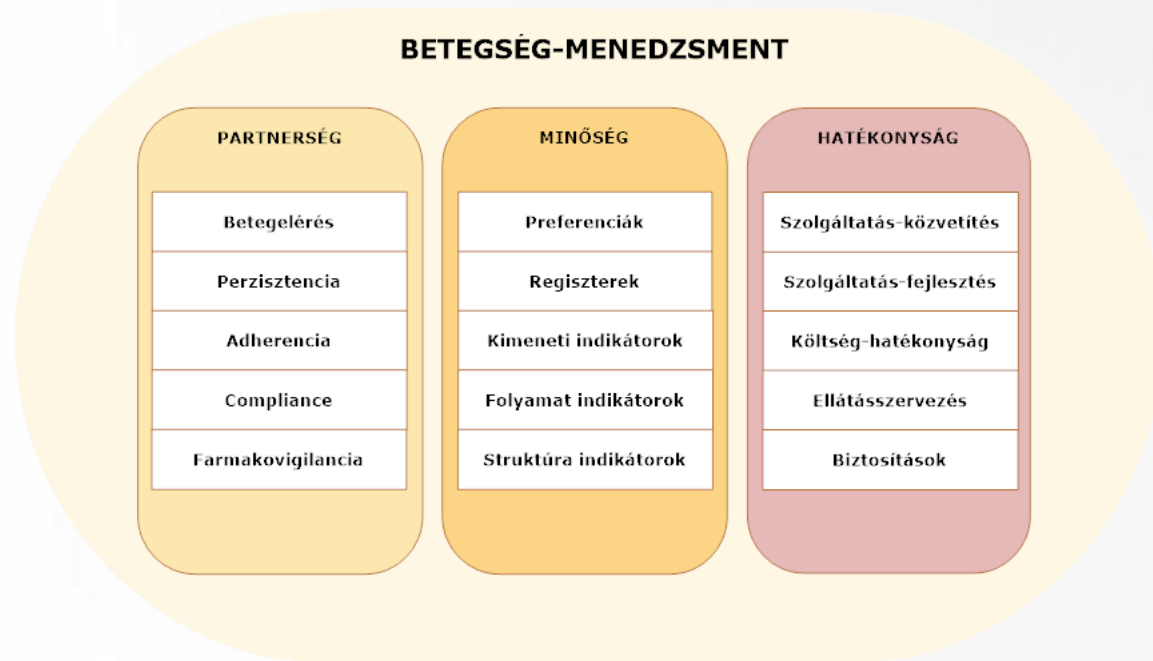 BETEGSÉG-MENEDZSMENT
PARTNERSÉG
Betegelérés
Perzisztencia
Adherencia
Compliance
Farmakovigilancia
MINŐSÉG
Preferenciák
Regiszterek
Kimeneti indikátorok
Folyamat indikátorok
Struktúra indikátorok
HATÉKONYSÁG
Szolgáltatás-közvetítés
Szolgáltatás-fejlesztés
Költség-hatékonyság
Ellátásszervezés
Biztosítások